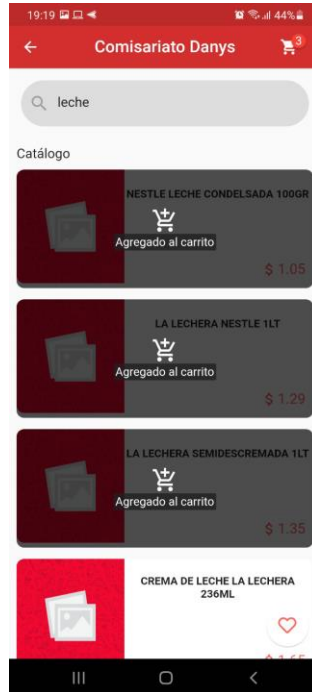 19:19 44%
Comisariato Danys 3
leche
Catálogo
NESTLE LECHE CONDELSADA 100GR
Agregado al carrito
$ 1.05
LA LECHERA NESTLE 1LT
Agregado al carrito
$ 1.29
LA LECHERA SEMIDESCREMADA 1LT
Agregado al carrito
$ 1.35
CREMA DE LECHE LA LECHERA
236ML
$ 1.65